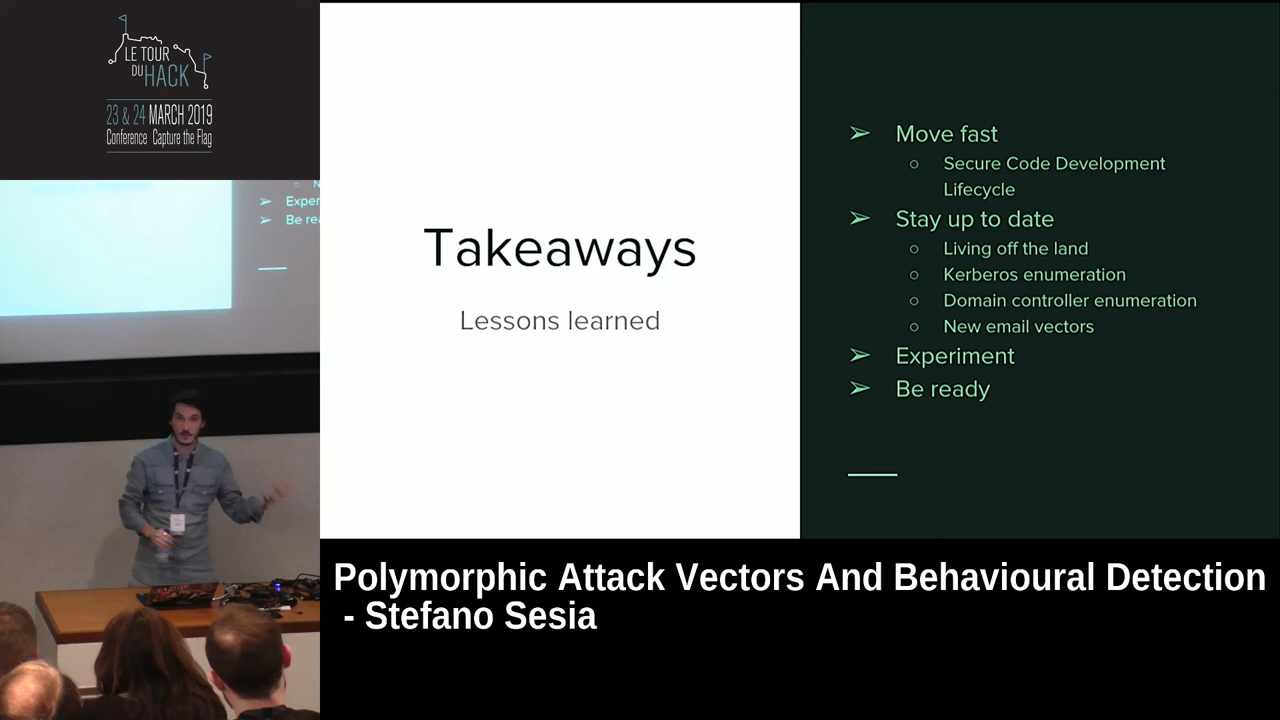 LE TOUR
DU HACK
23 & 24 MARCH 2019
Conference Capture the Flag
N
Exper
Be rea
Takeaways
Lessons learned
➢ Move fast
○ Secure Code Development
Lifecycle
➢ Stay up to date
○ Living off the land
○ Kerberos enumeration
○ Domain controller enumeration
○ New email vectors
➢ Experiment
➢ Be ready
Polymorphic Attack Vectors And Behavioural Detection
- Stefano Sesia